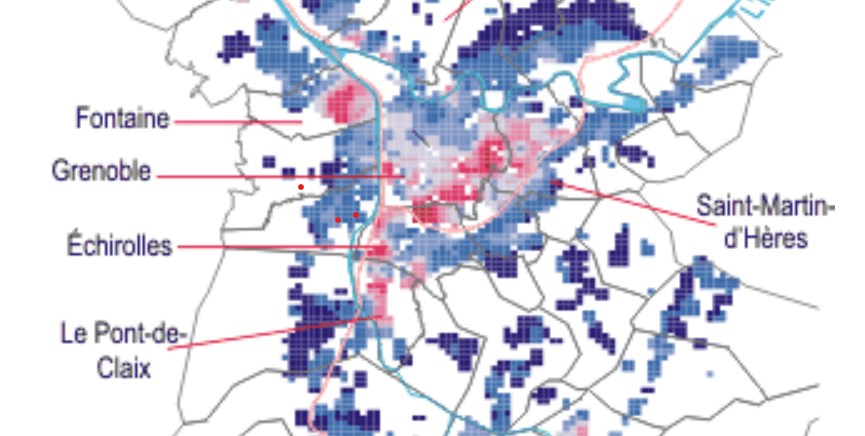 Fontaine
Grenoble
Saint-Martin-
d'Hères
Échirolles
Le Pont-de-
Claix